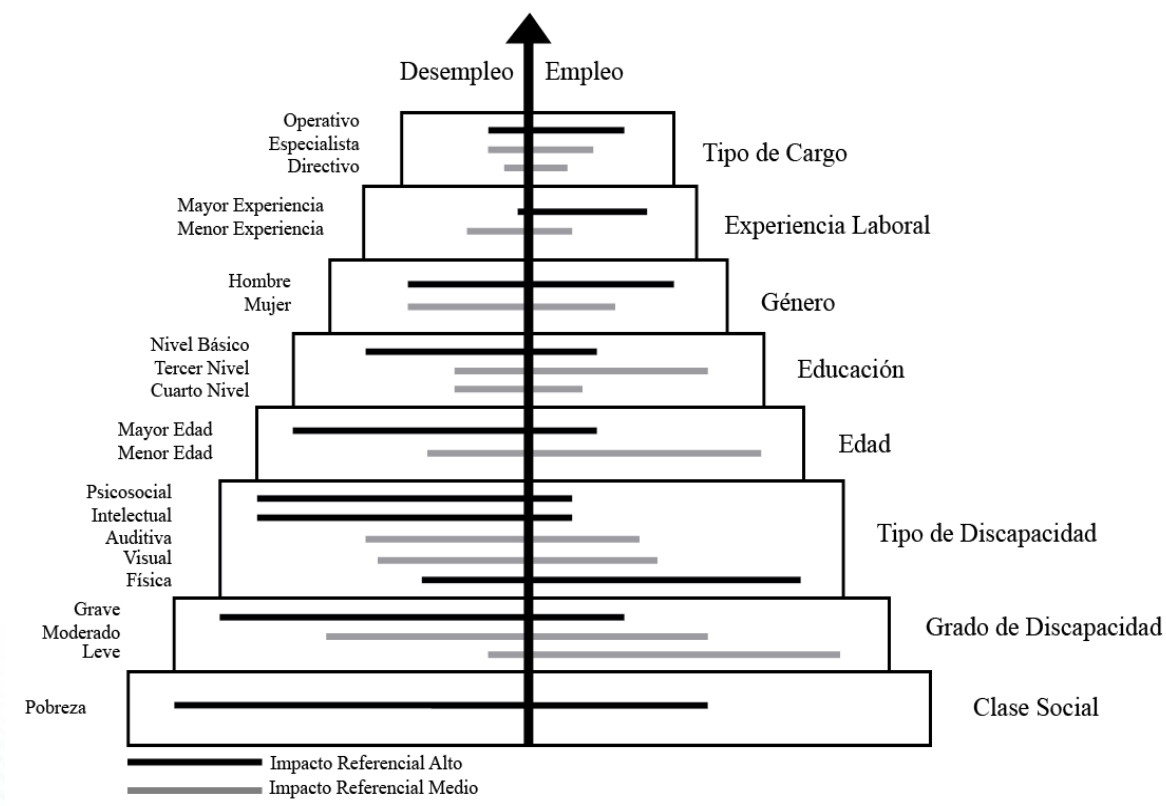 Desempleo Empleo
Operativo
Especialista
Directivo
Tipo de Cargo
Mayor Experiencia
Menor Experiencia
Experiencia Laboral
Hombre
Mujer
Género
Nivel Básico
Tercer Nivel
Cuarto Nivel
Educación
Mayor Edad
Menor Edad
Edad
Psicosocial
Intelectual
Auditiva
Visual
Física
Tipo de Discapacidad
Grave
Moderado
Leve
Grado de Discapacidad
Pobreza
Clase Social
Impacto Referencial Alto
Impacto Referencial Medio